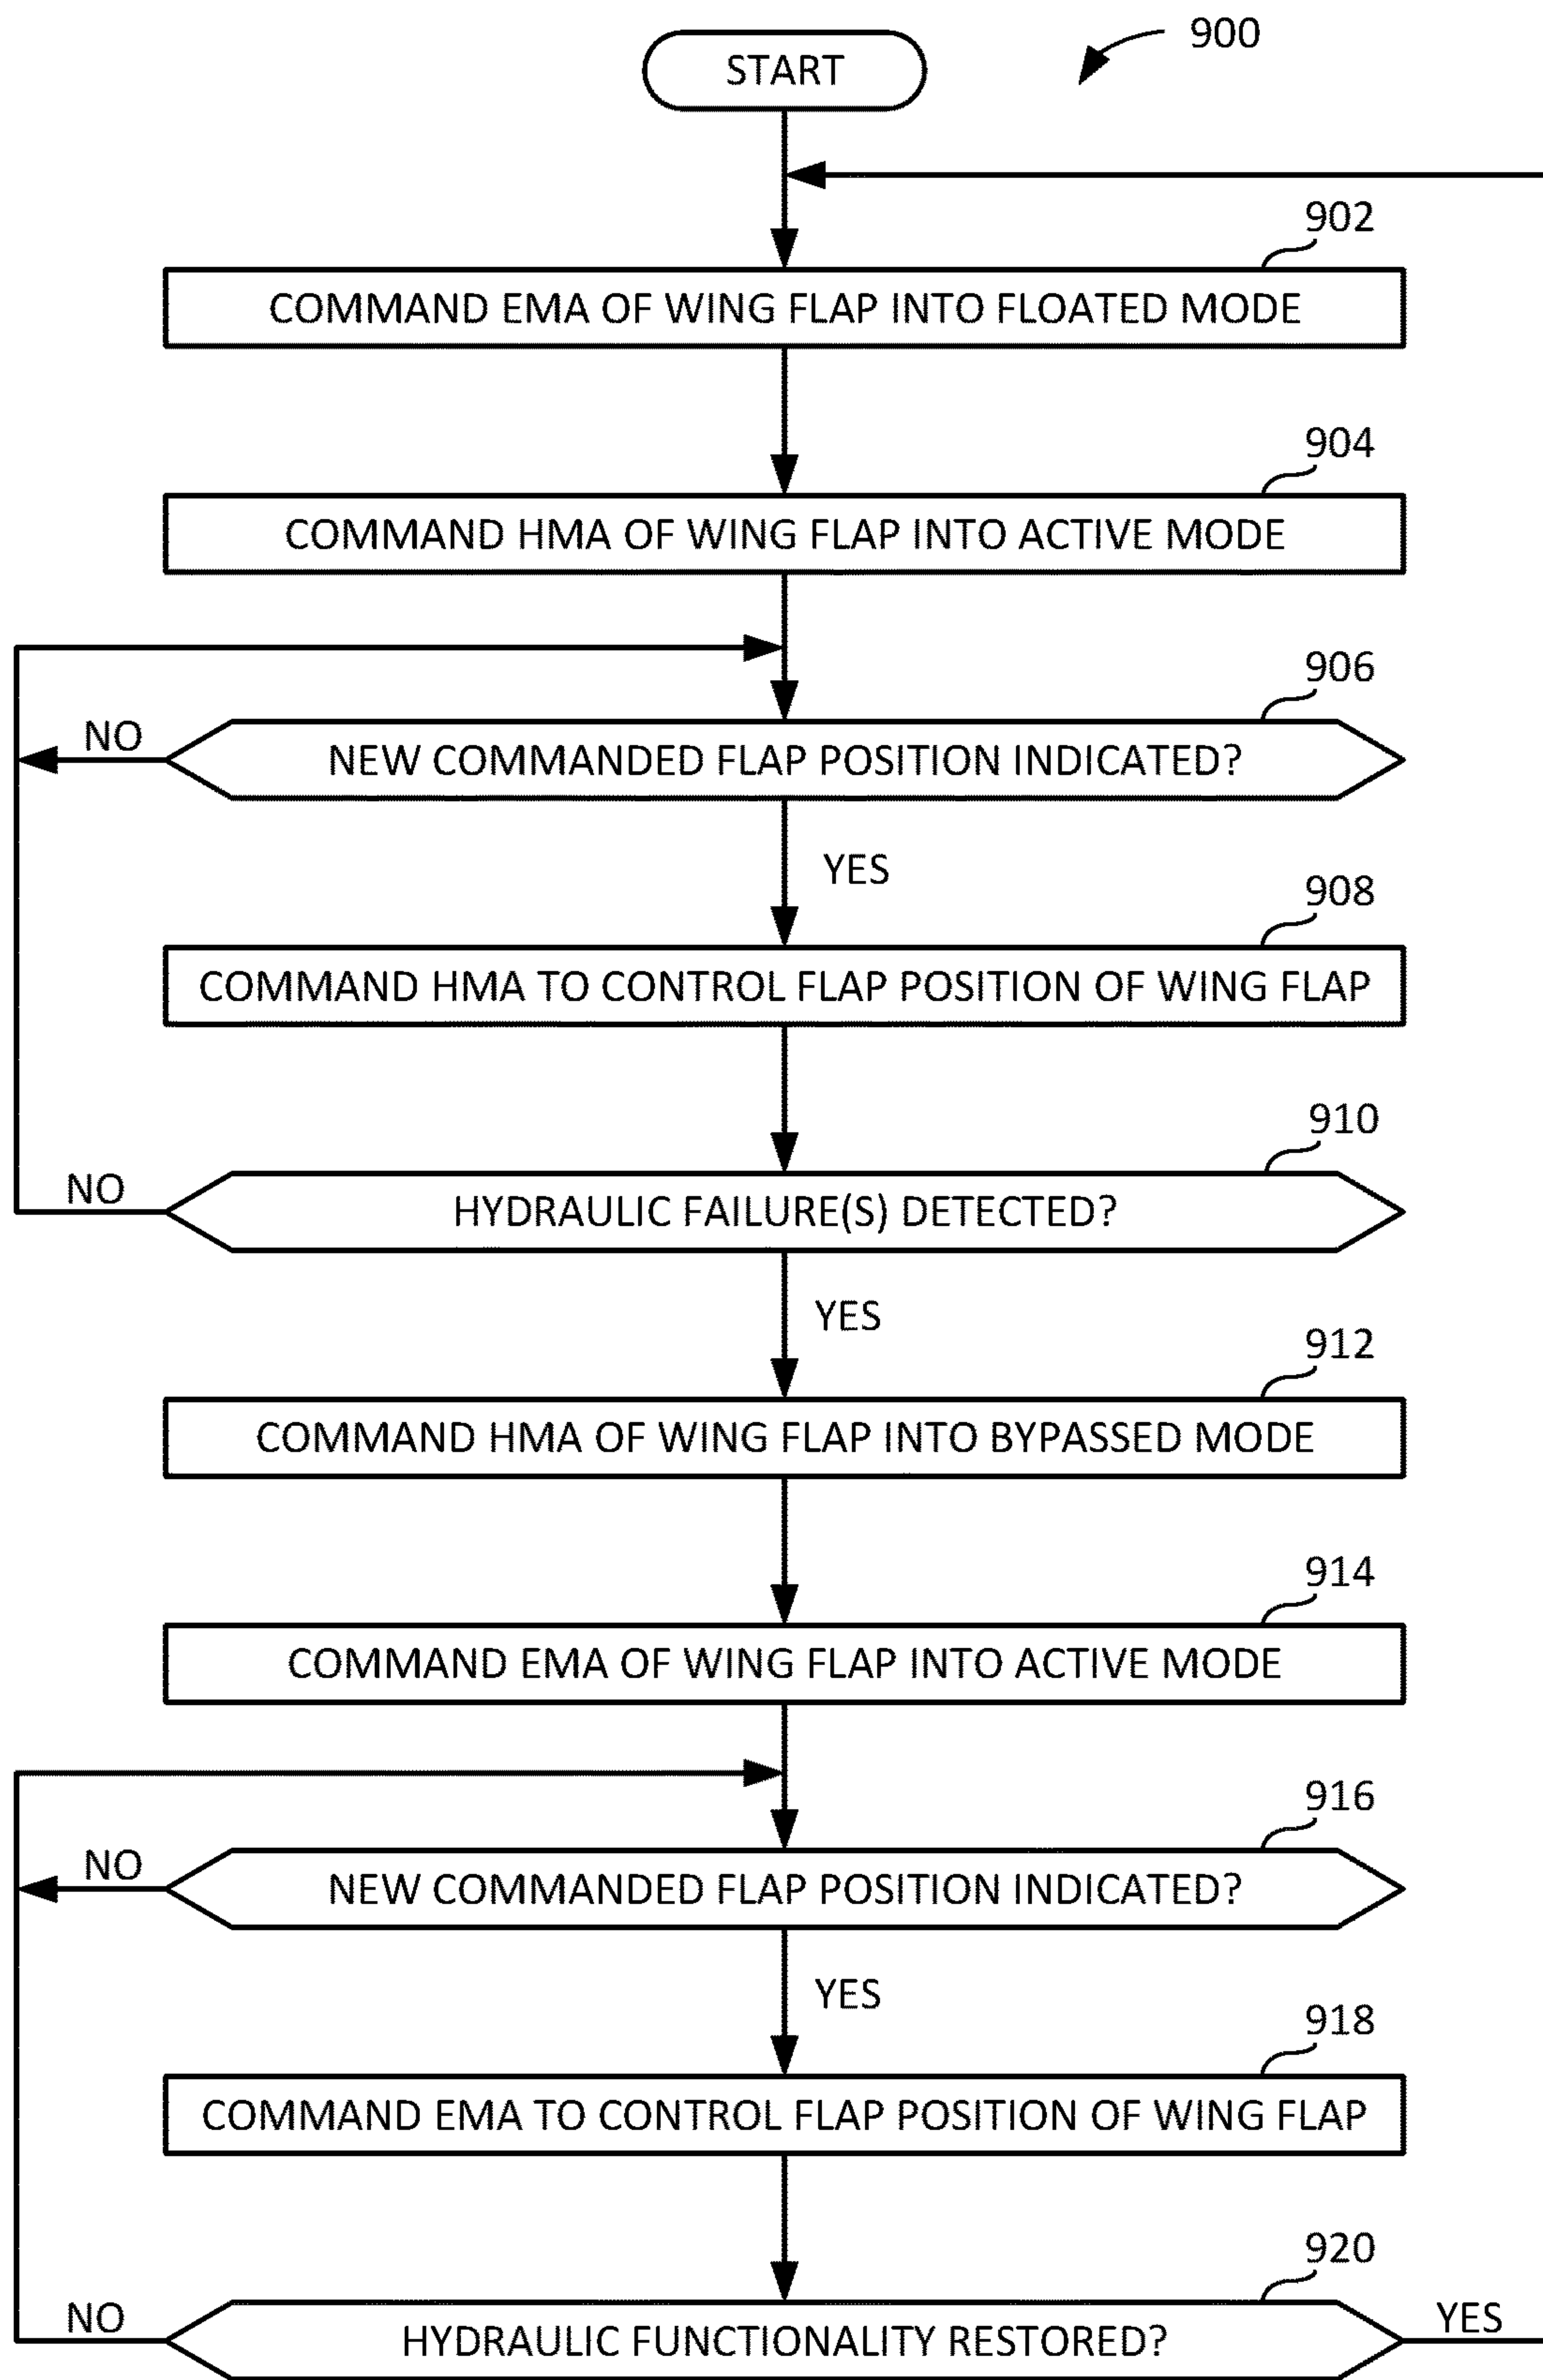 900
START
902
COMMAND EMA OF WING FLAP INTO FLOATED MODE
904
COMMAND HMA OF WING FLAP INTO ACTIVE MODE
906
NO
NEW COMMANDED FLAP POSITION INDICATED?
YES
908
COMMAND HMA TO CONTROL FLAP POSITION OF WING FLAP
910
NO
HYDRAULIC FAILURE(S) DETECTED?
YES
912
COMMAND HMA OF WING FLAP INTO BYPASSED MODE
914
COMMAND EMA OF WING FLAP INTO ACTIVE MODE
916
NO
NEW COMMANDED FLAP POSITION INDICATED?
YES
918
COMMAND EMA TO CONTROL FLAP POSITION OF WING FLAP
920
NO
HYDRAULIC FUNCTIONALITY RESTORED?
YES